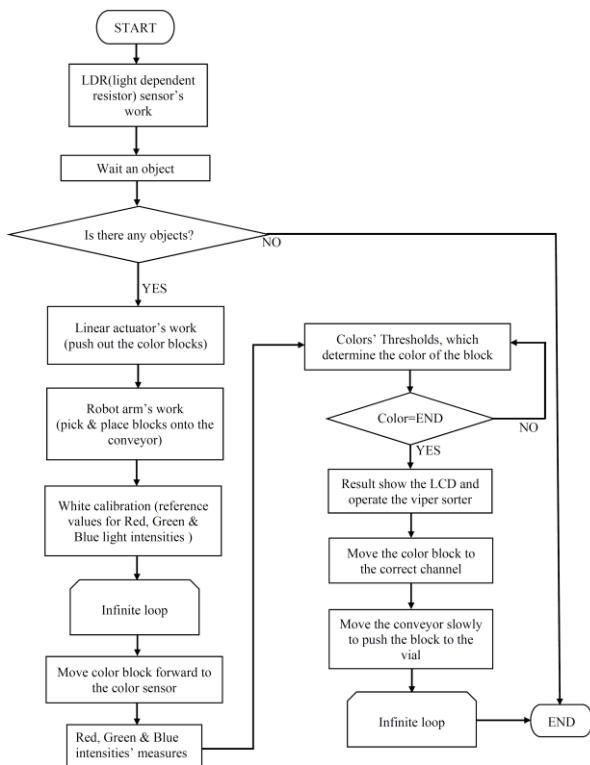 START
LDR(light dependent
resistor) sensor's
work
Wait an object
Is there any objects?
NO
YES
Linear actuator's work
(push out the color blocks)
Robot arm's work
(pick & place blocks onto the
conveyor)
White calibration (reference
values for Red, Green &
Blue light intensities )
Infinite loop
Move color block forward to
the color sensor
Red, Green & Blue
intensities' measures
Colors' Thresholds, which
determine the color of the block
Color=END
NO
YES
Result show the LCD and
operate the viper sorter
Move the color block to
the correct channel
Move the conveyor slowly
to push the block to the
vial
Infinite loop
END